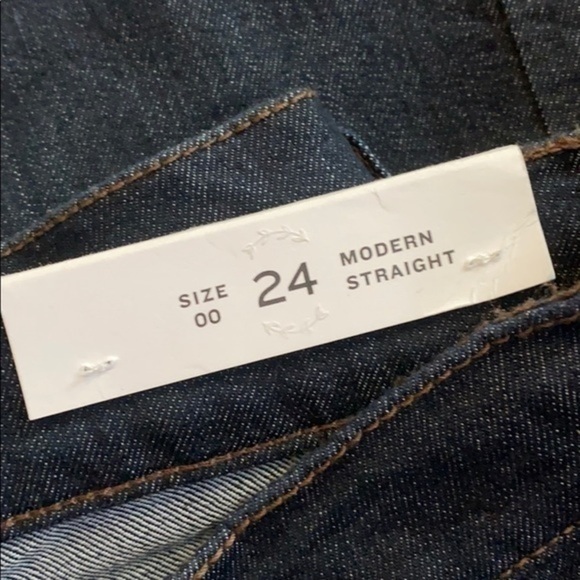 SIZE
00
24
MODERN
STRAIGHT